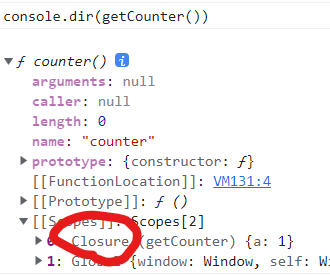 console.dir(getCounter())
ƒ counter() i
arguments: null
caller: null
length: 0
name: "counter"
prototype: {constructor: ƒ}
[[FunctionLocation]]: VM131:4
[[Prototype]]: ƒ ()
[[Scopes]]: Scopes[2]
0: Closure (getCounter) {a: 1}
1: Global {window: Window, self: Wi